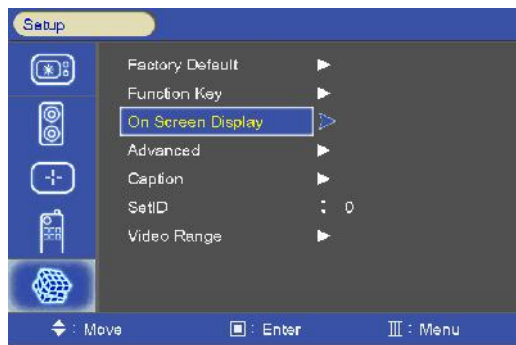 Setup
Factory Default
Function Key
On Screen Display
Advanced
Caption
SetID : 0
Video Range
: Move : Enter : Menu